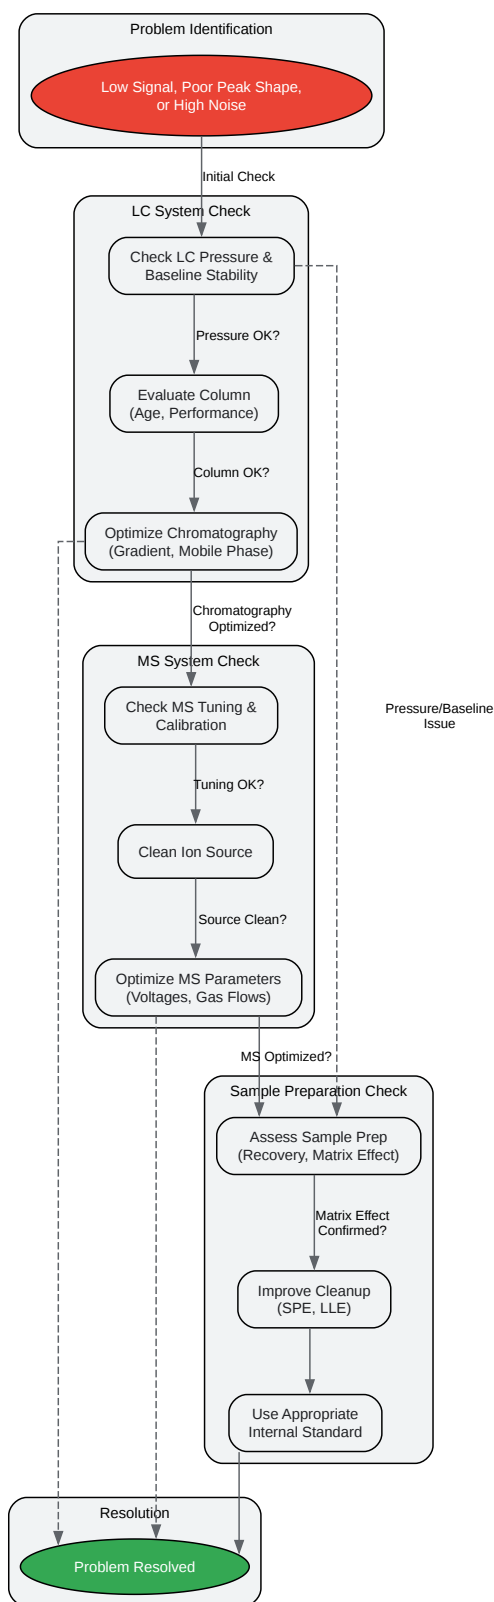 Problem Identification
Low Signal, Poor Peak Shape,
or High Noise
Initial Check
LC System Check
Check LC Pressure &
Baseline Stability
Pressure OK?
Evaluate Column
(Age, Performance)
Column OK?
Optimize Chromatography
(Gradient, Mobile Phase)
Chromatography
Optimized?
MS System Check
Check MS Tuning &
Calibration
Pressure/Baseline
Issue
Tuning OK?
Clean Ion Source
Source Clean?
Optimize MS Parameters
(Voltages, Gas Flows)
MS Optimized?
Sample Preparation Check
Assess Sample Prep
(Recovery, Matrix Effect)
Matrix Effect
Confirmed?
Improve Cleanup
(SPE, LLE)
Use Appropriate
Internal Standard
Resolution
Problem Resolved